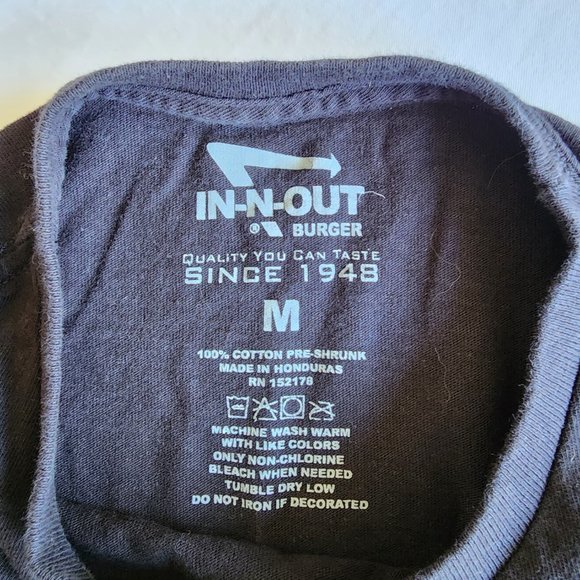 IN-N-OUT
® BURGER
QUALITY YOU CAN TASTE
SINCE 1948
M
100% COTTON PRE-SHRUNK
MADE IN HONDURAS
RN 152178
MACHINE WASH WARM
WITH LIKE COLORS
ONLY NON-CHLORINE
BLEACH WHEN NEEDED
TUMBLE DRY LOW
DO NOT IRON IF DECORATED